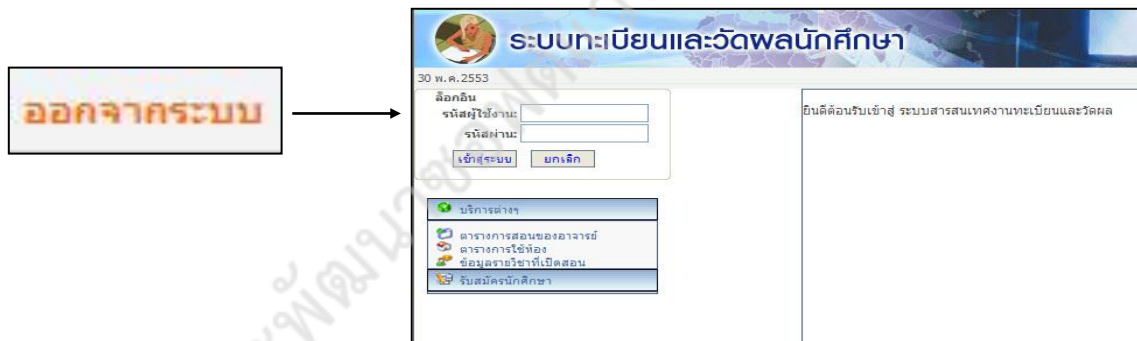 ออกจากระบบ
ระบบทะเบียนและวัดผลนักศึกษา
30 พ.ค.2553
ล็อกอิน
รหัสผู้ใช้งาน:
รหัสผ่าน:
เข้าสู่ระบบ ยกเลิก
ยินดีต้อนรับเข้าสู่ ระบบสารสนเทศงานทะเบียนและวัดผล
บริการต่างๆ
ตารางการสอนของอาจารย์
ตารางการใช้ห้อง
ข้อมูลรายวิชาที่เปิดสอน
รับสมัครนักศึกษา